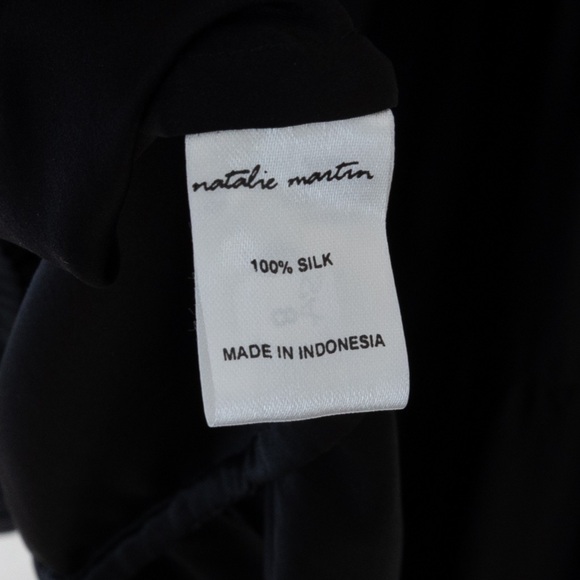 natalie martin
100% SILK
MADE IN INDONESIA